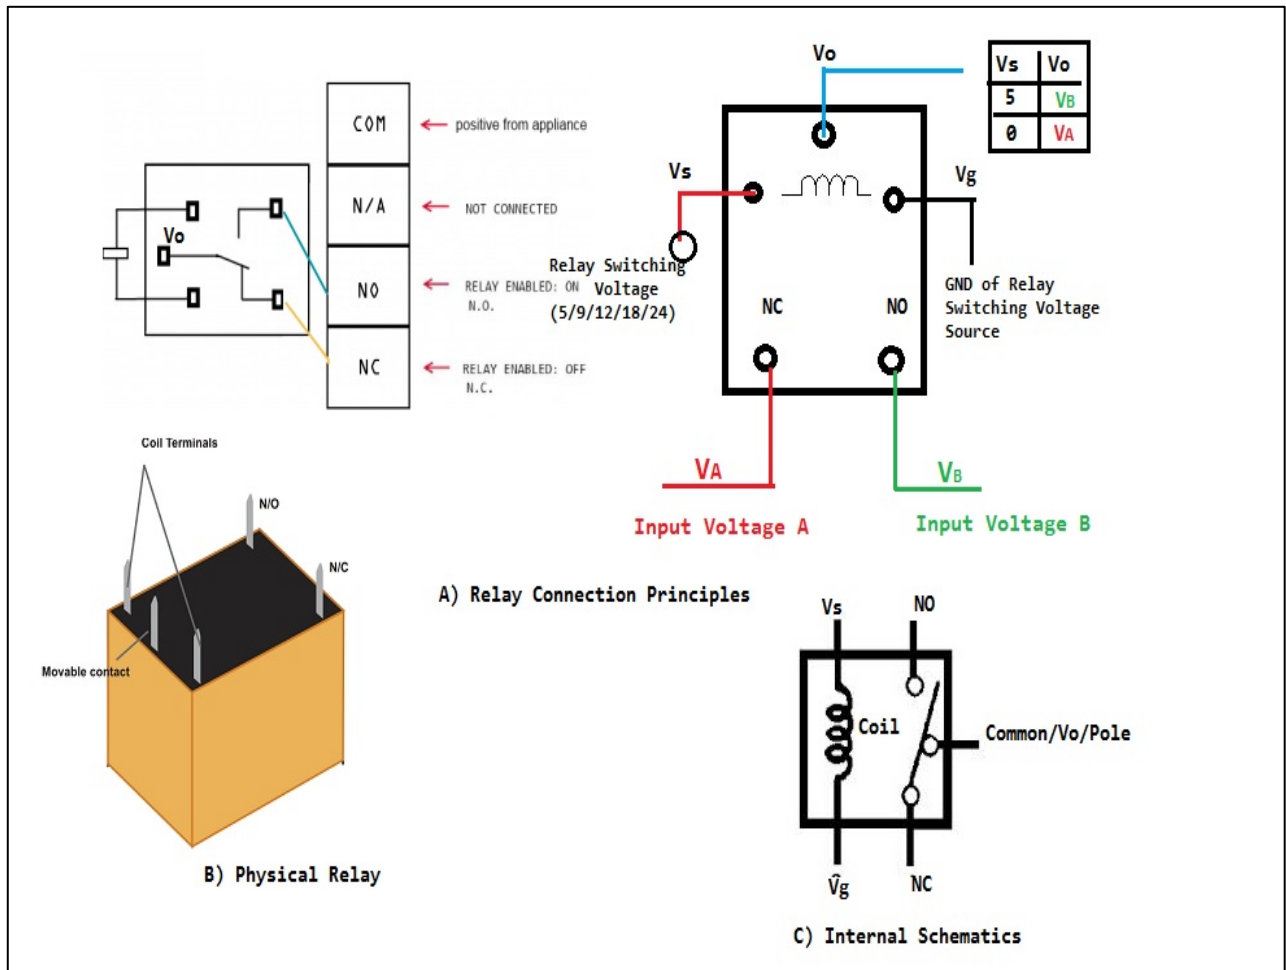 COM
positive from appliance
N/A
NOT CONNECTED
Vo
NO
RELAY ENABLED: ON
N.O.
NC
RELAY ENABLED: OFF
N.C.
Vo
Vs Vo
5 VB
0 VA
Vs
Vg
Relay Switching
Voltage
(5/9/12/18/24)
NC
NO
GND of Relay
Switching Voltage
Source
VA
VB
Input Voltage A
Input Voltage B
A) Relay Connection Principles
Coil Terminals
N/O
N/C
Movable contact
B) Physical Relay
Vs
NO
Coil
Common/Vo/Pole
Vg
NC
C) Internal Schematics